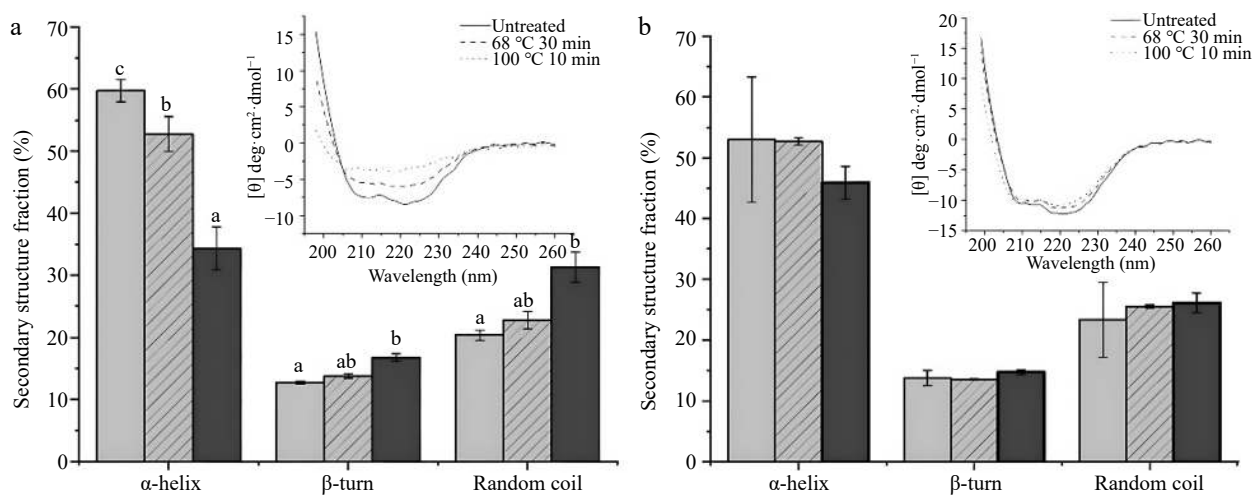 a
Secondary structure fraction (%)
70
60
50
40
30
20
10
0
c
b
a
a
ab
b
a
ab
b
α-helix
β-turn
Random coil
[θ] deg·cm²·dmol⁻¹
15
10
5
0
−5
−10
200 210 220 230 240 250 260
Wavelength (nm)
Untreated
68 °C 30 min
100 °C 10 min
b
Secondary structure fraction (%)
70
60
50
40
30
20
10
0
α-helix
β-turn
Random coil
[θ] deg·cm²·dmol⁻¹
20
15
10
5
0
−5
−10
−15
200 210 220 230 240 250 260
Wavelength (nm)
Untreated
68 °C 30 min
100 °C 10 min